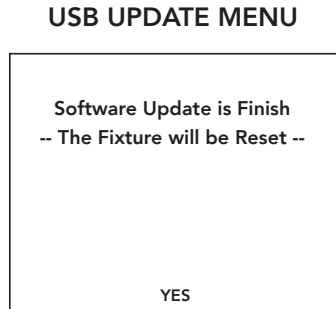 USB UPDATE MENU
Software Update is Finish
-- The Fixture will be Reset --
YES